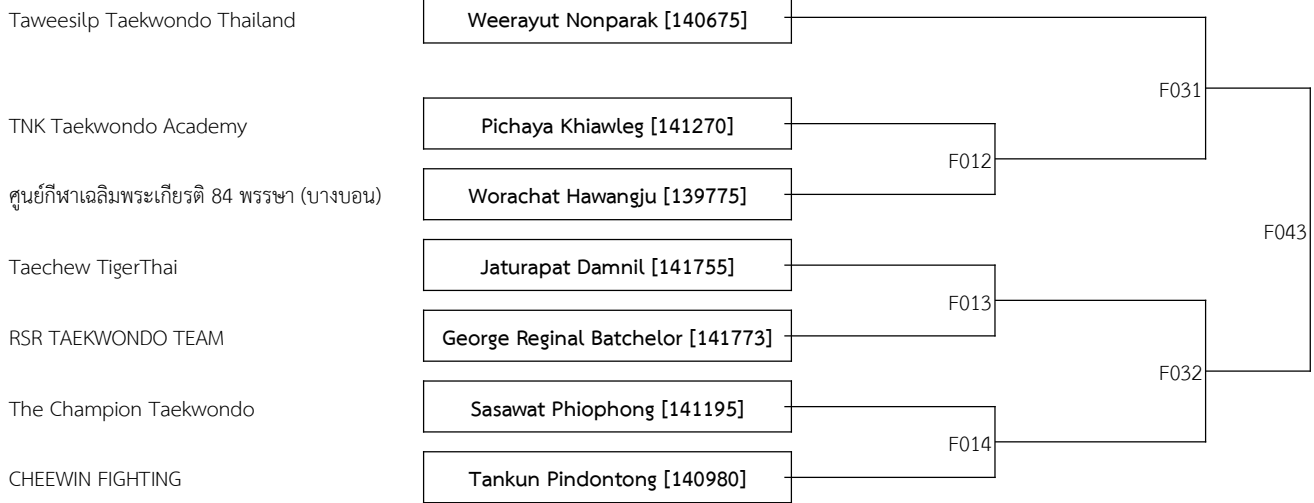 Taweesilp Taekwondo Thailand
Weerayut Nonparak [140675]
F031
TNK Taekwondo Academy
Pichaya Khiawleg [141270]
F012
ศูนย์กีฬาเฉลิมพระเกียรติ 84 พรรษา (บางบอน)
Worachat Hawangju [139775]
F043
Taechew TigerThai
Jaturapat Damnil [141755]
F013
RSR TAEKWONDO TEAM
George Reginal Batchelor [141773]
F032
The Champion Taekwondo
Sasawat Phiophong [141195]
F014
CHEEWIN FIGHTING
Tankun Pindontong [140980]